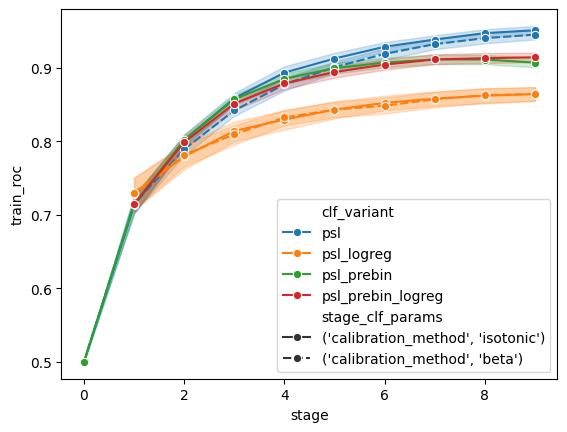 0.9
0.8
0.7
0.6
0.5
train_roc
clf_variant
psl
psl_logreg
psl_prebin
psl_prebin_logreg
stage_clf_params
('calibration_method', 'isotonic')
('calibration_method', 'beta')
0 2 4 6 8
stage